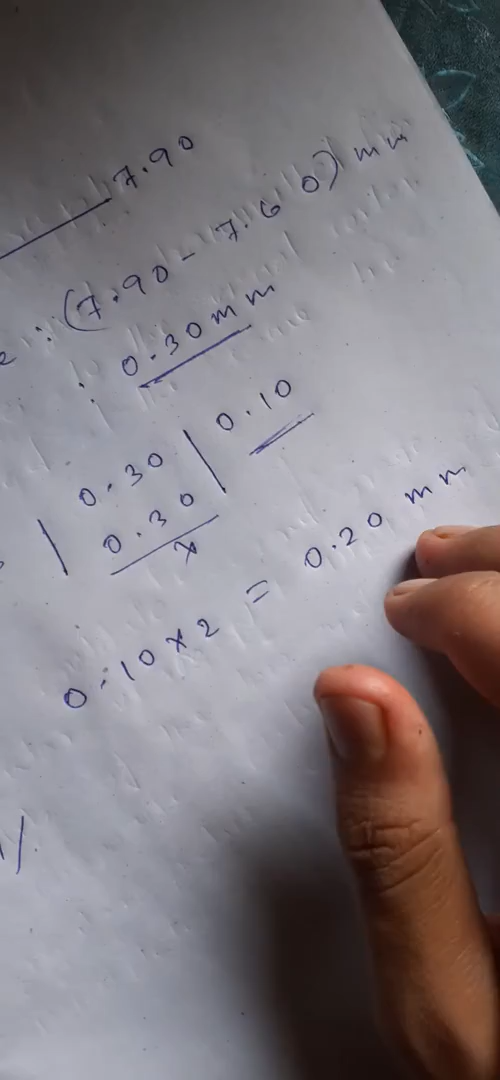 7.90
: (7.90 - 7.60) mm
: 0.30 mm
| 0.30 | 0.10
0.30
x
0.10 x 2 = 0.20 mm